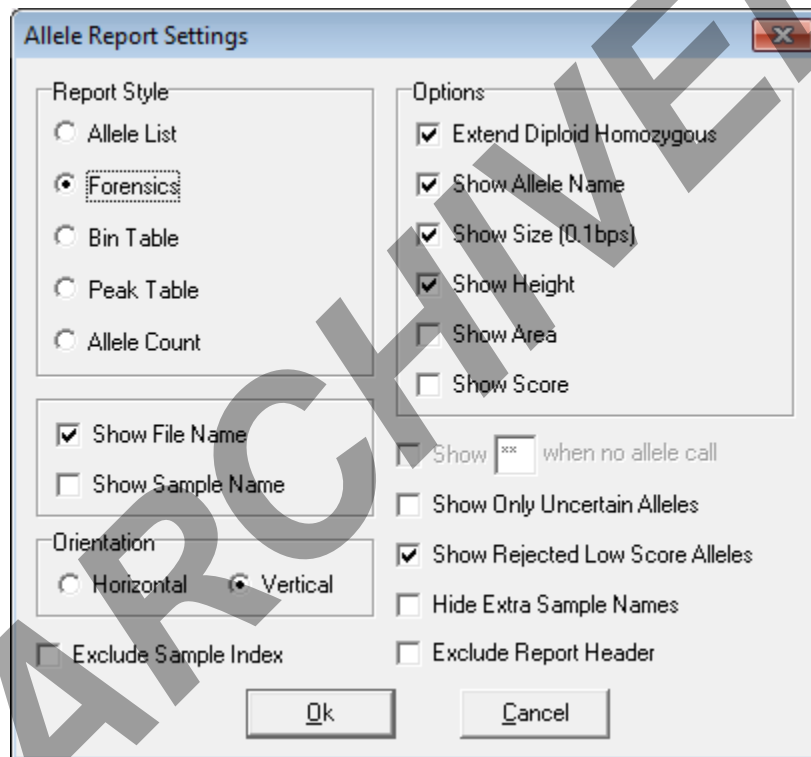 Allele Report Settings
Report Style
Allele List
Forensics
Bin Table
Peak Table
Allele Count
Show File Name
Show Sample Name
Orientation
Horizontal Vertical
Exclude Sample Index
Options
Extend Diploid Homozygous
Show Allele Name
Show Size (0.1bps)
Show Height
Show Area
Show Score
Show ** when no allele call
Show Only Uncertain Alleles
Show Rejected Low Score Alleles
Hide Extra Sample Names
Exclude Report Header
Ok Cancel
ARCHIVE